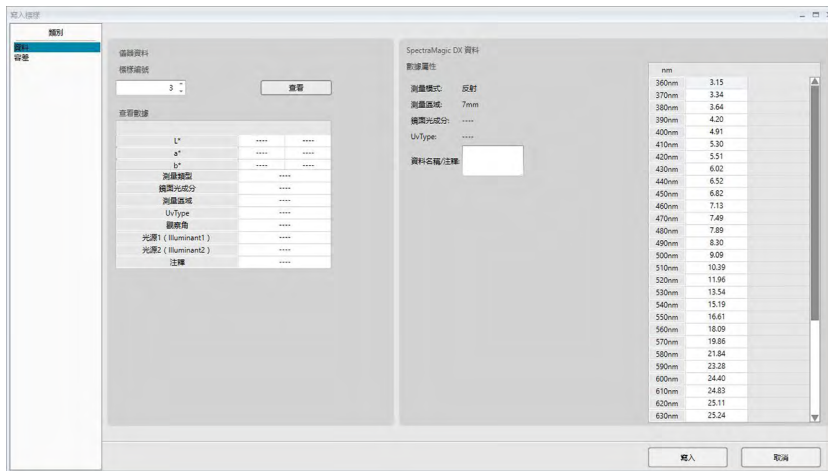 寫入標樣
類別
資料
容差
儀器資料
標樣編號
3
查看
查看數據
L* ---- ----
a* ---- ----
b* ---- ----
測量類型 ----
鏡面光成分 ----
測量區域 ----
UvType ----
觀察角 ----
光源1 ( Illuminant1 ) ----
光源2 ( Illuminant2 ) ----
注釋 ----
SpectraMagic DX 資料
數據屬性
測量模式: 反射
測量區域: 7mm
鏡面光成分: ----
UvType: ----
資料名稱/注釋:
nm
360nm 3.15
370nm 3.34
380nm 3.64
390nm 4.20
400nm 4.91
410nm 5.30
420nm 5.51
430nm 6.02
440nm 6.52
450nm 6.82
460nm 7.13
470nm 7.49
480nm 7.89
490nm 8.30
500nm 9.09
510nm 10.39
520nm 11.96
530nm 13.54
540nm 15.19
550nm 16.61
560nm 18.09
570nm 19.86
580nm 21.84
590nm 23.28
600nm 24.40
610nm 24.83
620nm 25.11
630nm 25.24
寫入
取消